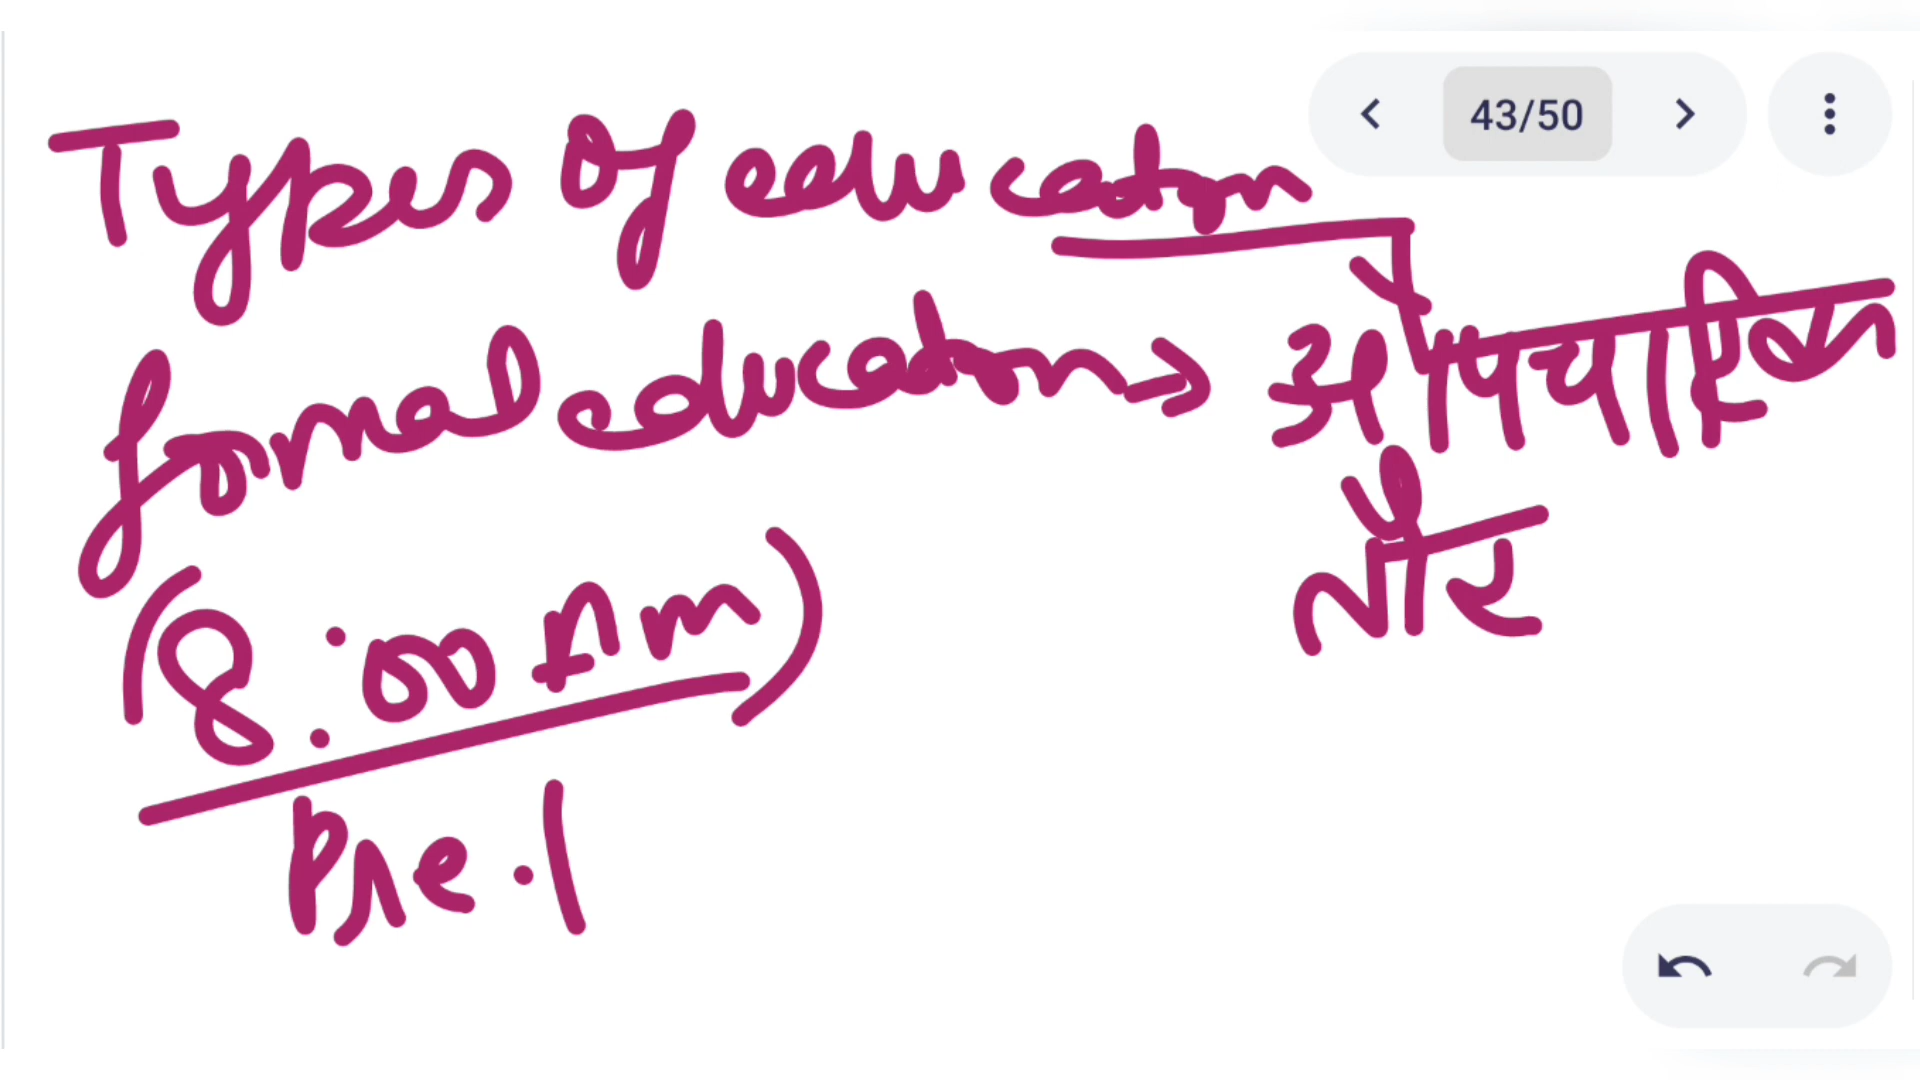 43/50
Types of education
formal education → औपचारिक
तौर
(8:00 Am)
Pre.1